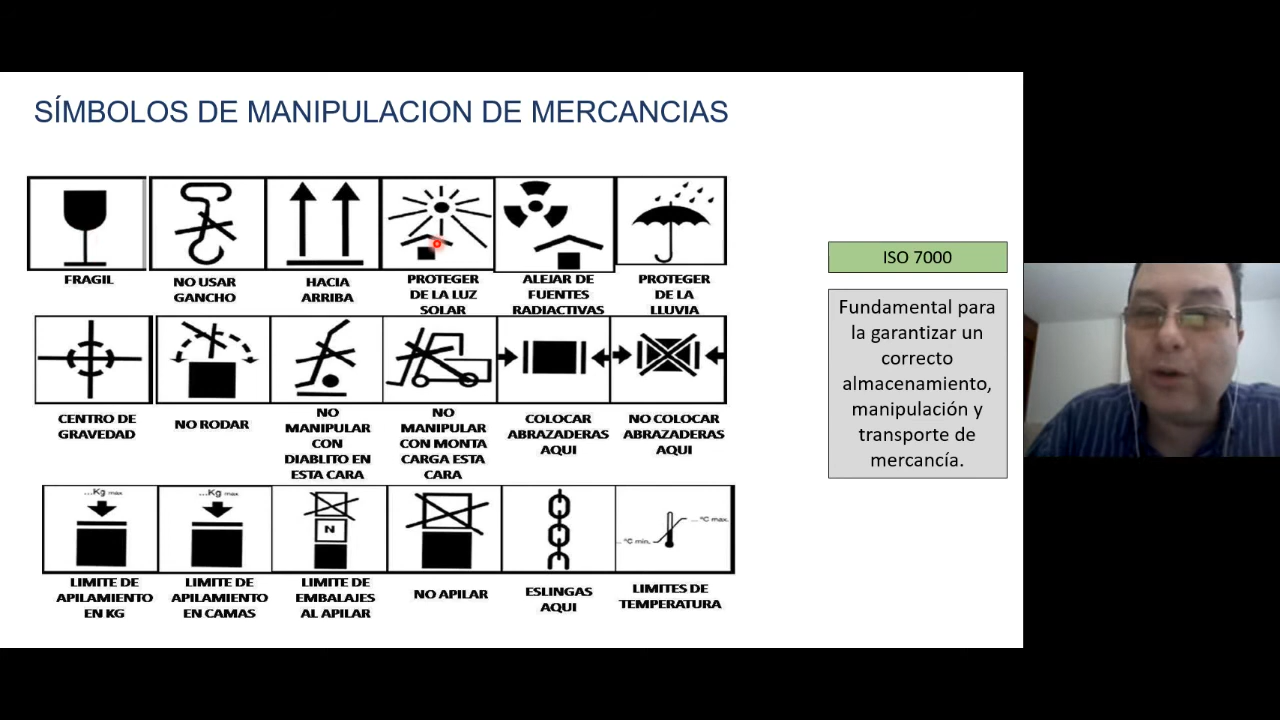 SÍMBOLOS DE MANIPULACION DE MERCANCIAS
FRAGIL
NO USAR
GANCHO
HACIA
ARRIBA
PROTEGER
DE LA LUZ
SOLAR
ALEJAR DE
FUENTES
RADIACTIVAS
PROTEGER
DE LA
LLUVIA
CENTRO DE
GRAVEDAD
NO RODAR
NO
MANIPULAR
CON
DIABLITO EN
ESTA CARA
NO
MANIPULAR
CON MONTA
CARGA ESTA
CARA
COLOCAR
ABRAZADERAS
AQUI
NO COLOCAR
ABRAZADERAS
AQUI
...Kg max.
...Kg max.
N
... °C max.
... °C min.
LIMITE DE
APILAMIENTO
EN KG
LIMITE DE
APILAMIENTO
EN CAMAS
LIMITE DE
EMBALAJES
AL APILAR
NO APILAR
ESLINGAS
AQUI
LIMITES DE
TEMPERATURA
ISO 7000
Fundamental para
la garantizar un
correcto
almacenamiento,
manipulación y
transporte de
mercancía.